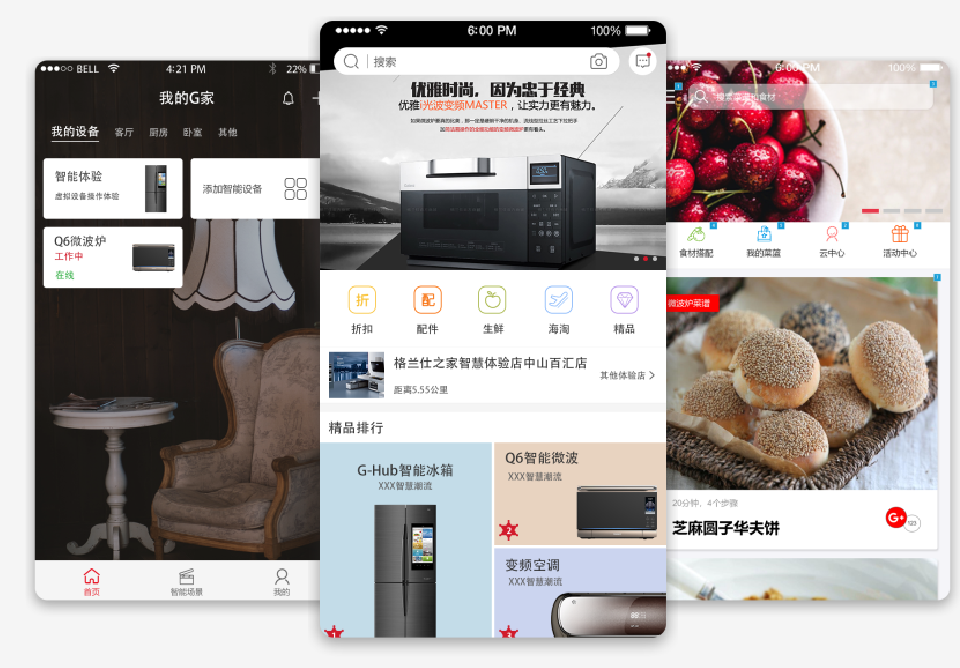 BELL
4:21 PM
22%
我的G家
我的设备
客厅
厨房
卧室
其他
智能体验
虚拟设备操作体验
添加智能设备
Q6微波炉
工作中
在线
首页
智能场景
我的
6:00 PM
100%
搜索
优雅时尚，因为忠于经典
优雅i光波变频MASTER，让实力更有魅力。
折
配
折扣
配件
生鲜
海淘
精品
格兰仕之家智慧体验店中山百汇店
距离5.55公里
其他体验店
精品排行
G-Hub智能冰箱
XXX智慧潮流
1
Q6智能微波
XXX智慧潮流
2
变频空调
XXX智慧潮流
3
6:00 PM
100%
食材搭配
我的菜篮
云中心
活动中心
微波炉菜谱
20分钟，4个步骤
芝麻圆子华夫饼
G+